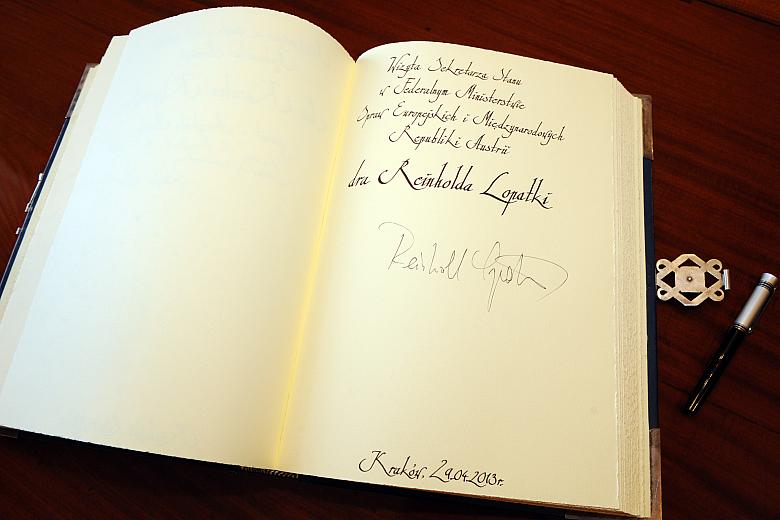 Wizyta Sekretarza Stanu
w Federalnym Ministerstwie
Spraw Europejskich i Międzynarodowych
Republiki Austrii
dra Reinholda Lopatki
Reinhold Lopatka
Kraków, 29.04.2013r.